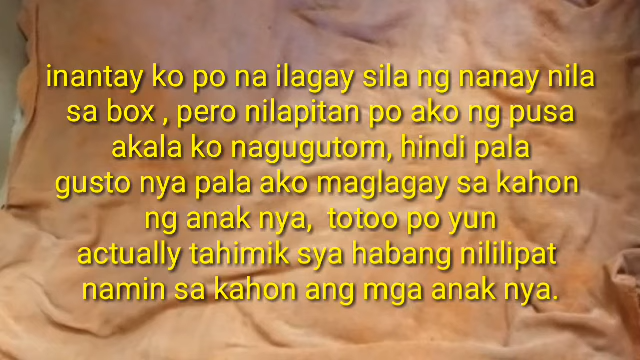 inantay ko po na ilagay sila ng nanay nila
sa box , pero nilapitan po ako ng pusa
akala ko nagugutom, hindi pala
gusto nya pala ako maglagay sa kahon
ng anak nya,  totoo po yun
actually tahimik sya habang nililipat
namin sa kahon ang mga anak nya.